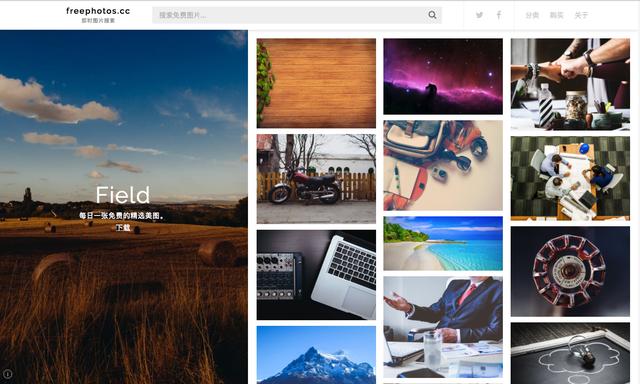 freephotos.cc
即时图片搜索
搜索免费图片...
分类 购买 关于
Field
每日一张免费的精选美图。
下载